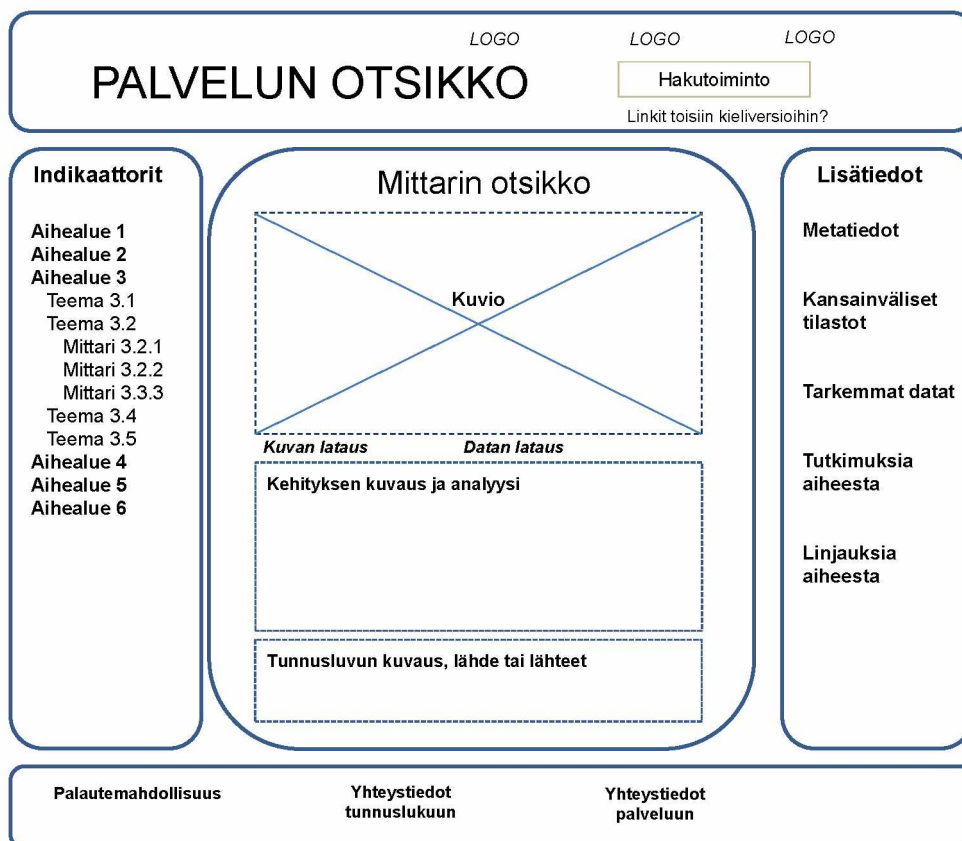 LOGO LOGO LOGO
PALVELUN OTSIKKO
Hakutoiminto
Linkit toisiin kieliversioihin?
Indikaattorit
Aihealue 1
Aihealue 2
Aihealue 3
Teema 3.1
Teema 3.2
Mittari 3.2.1
Mittari 3.2.2
Mittari 3.3.3
Teema 3.4
Teema 3.5
Aihealue 4
Aihealue 5
Aihealue 6
Mittarin otsikko
Kuvio
Kuvan lataus Datan lataus
Kehityksen kuvaus ja analyysi
Tunnusluvun kuvaus, lähde tai lähteet
Lisätiedot
Metatiedot
Kansainväliset
tilastot
Tarkemmat datat
Tutkimuksia
aiheesta
Linjauksia
aiheesta
Palautemahdollisuus
Yhteystiedot
tunnuslukuun
Yhteystiedot
palveluun